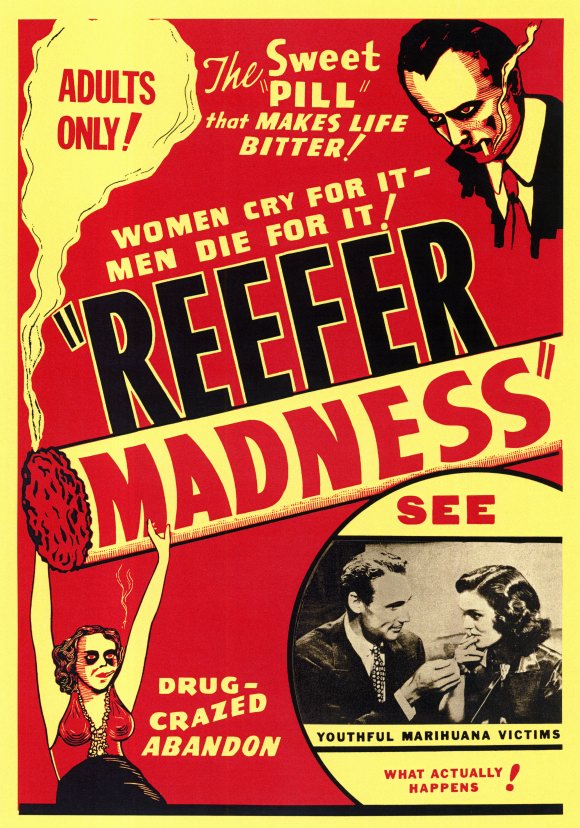 ADULTS
ONLY!
The Sweet
"PILL"
that MAKES LIFE
BITTER!
WOMEN CRY FOR IT—
MEN DIE FOR IT!
"REEFER
MADNESS"
SEE
DRUG-
CRAZED
ABANDON
YOUTHFUL MARIHUANA VICTIMS
WHAT ACTUALLY
HAPPENS!